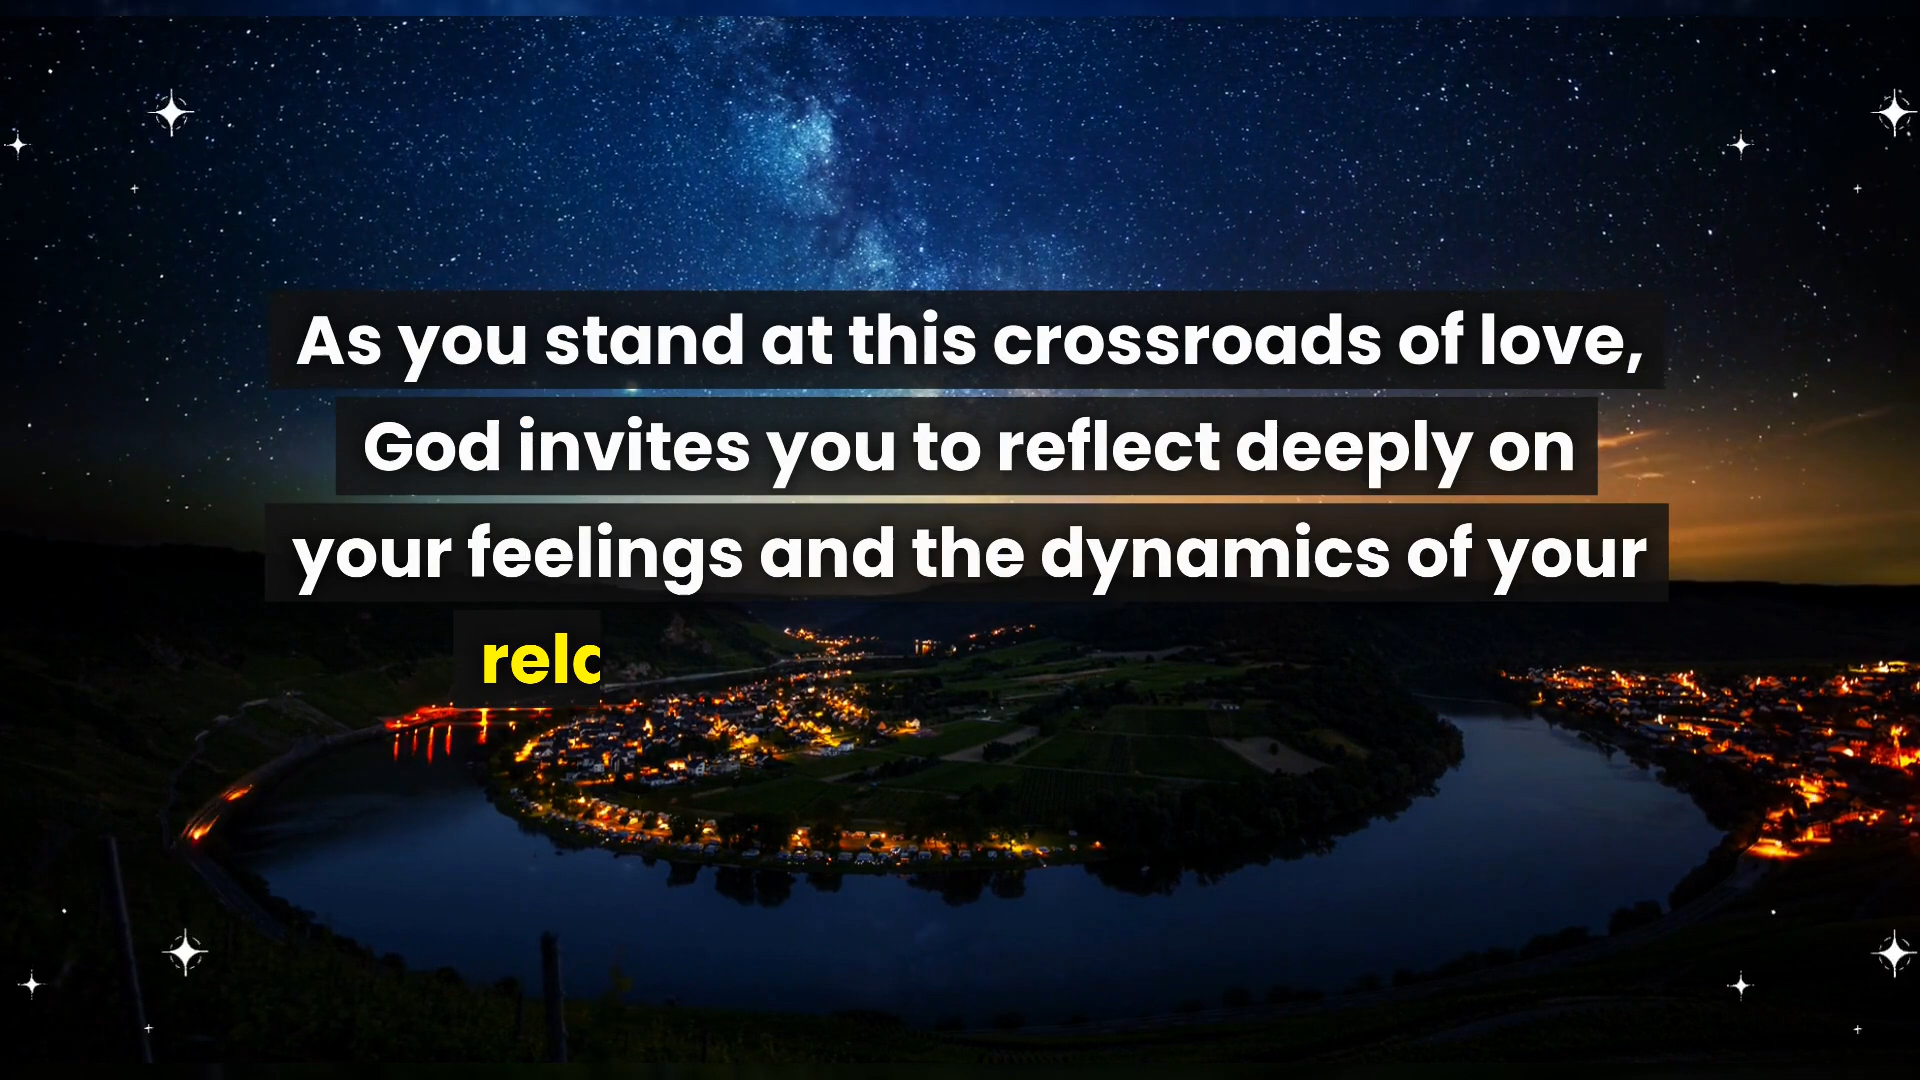 As you stand at this crossroads of love,
God invites you to reflect deeply on
your feelings and the dynamics of your